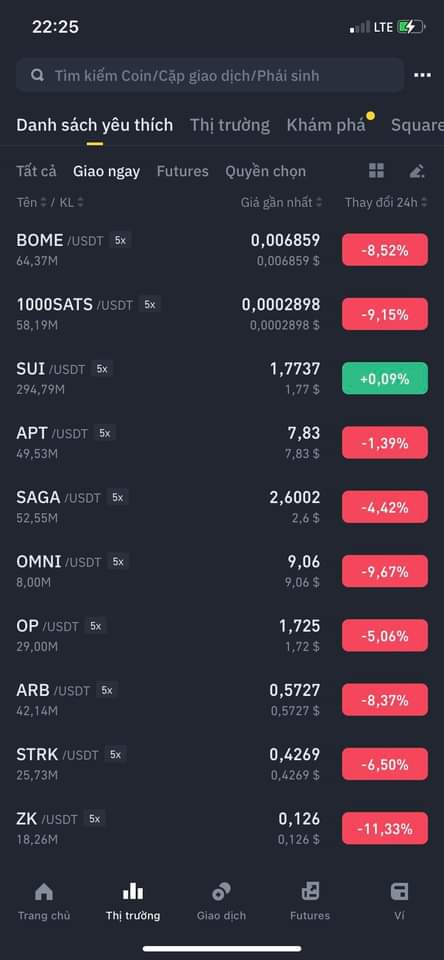 22:25 LTE
Tìm kiếm Coin/Cặp giao dịch/Phái sinh
Danh sách yêu thích Thị trường Khám phá Square
Tất cả Giao ngay Futures Quyền chọn
Tên / KL Giá gần nhất Thay đổi 24h
BOME /USDT 5x 0,006859 -8,52%
64,37M 0,006859 $
1000SATS /USDT 5x 0,0002898 -9,15%
58,19M 0,0002898 $
SUI /USDT 5x 1,7737 +0,09%
294,79M 1,77 $
APT /USDT 5x 7,83 -1,39%
49,53M 7,83 $
SAGA /USDT 5x 2,6002 -4,42%
52,55M 2,6 $
OMNI /USDT 5x 9,06 -9,67%
8,00M 9,06 $
OP /USDT 5x 1,725 -5,06%
29,00M 1,72 $
ARB /USDT 5x 0,5727 -8,37%
42,14M 0,5727 $
STRK /USDT 5x 0,4269 -6,50%
25,73M 0,4269 $
ZK /USDT 5x 0,126 -11,33%
18,26M 0,126 $
Trang chủ Thị trường Giao dịch Futures Ví